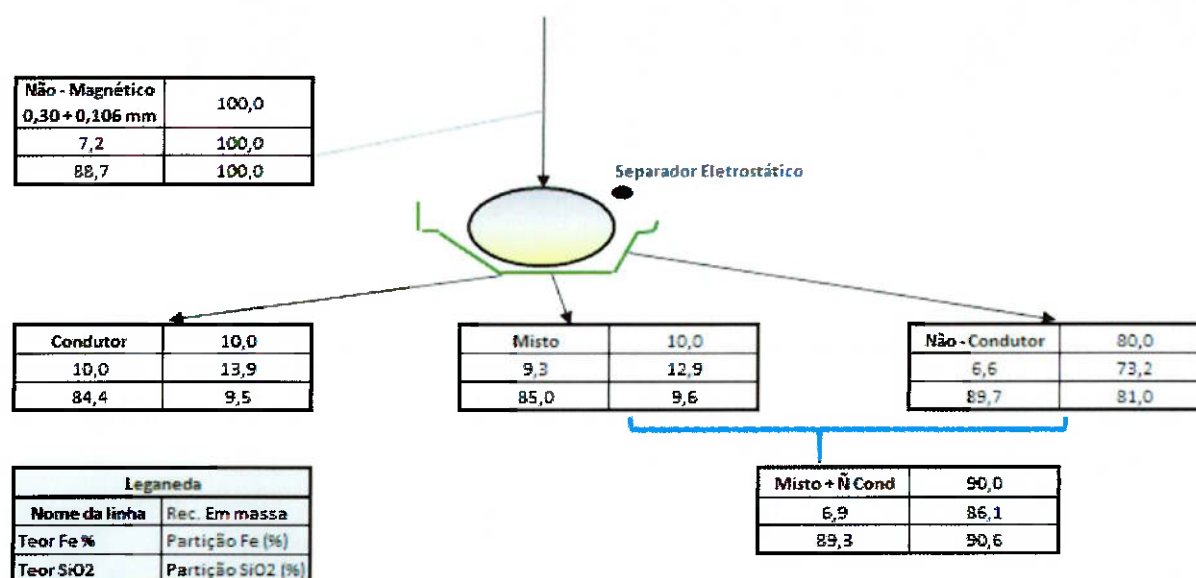 Não - Magnético
0,30 + 0,106 mm
100,0
7,2 100,0
88,7 100,0
Separador Eletrostático
Condutor 10,0
10,0 13,9
84,4 9,5
Misto 10,0
9,3 12,9
85,0 9,6
Não - Condutor 80,0
6,6 73,2
89,7 81,0
Leganeda
Nome da linha Rec. Em massa
Teor Fe % Partição Fe (%)
Teor SiO2 Partição SiO2 (%)
Misto + Ñ Cond 90,0
6,9 86,1
89,3 90,6